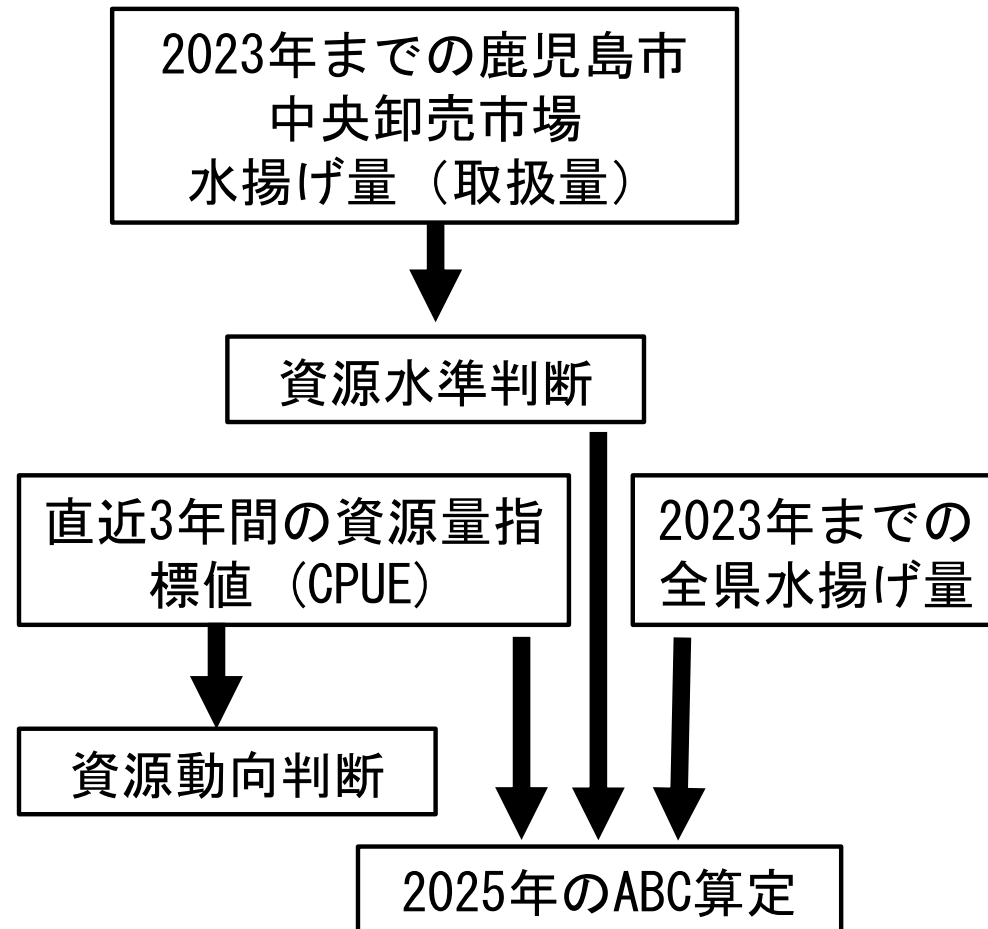 2023年までの鹿児島市
中央卸売市場
水揚げ量（取扱量）
資源水準判断
直近3年間の資源量指
標値（CPUE）
2023年までの
全県水揚げ量
資源動向判断
2025年のABC算定